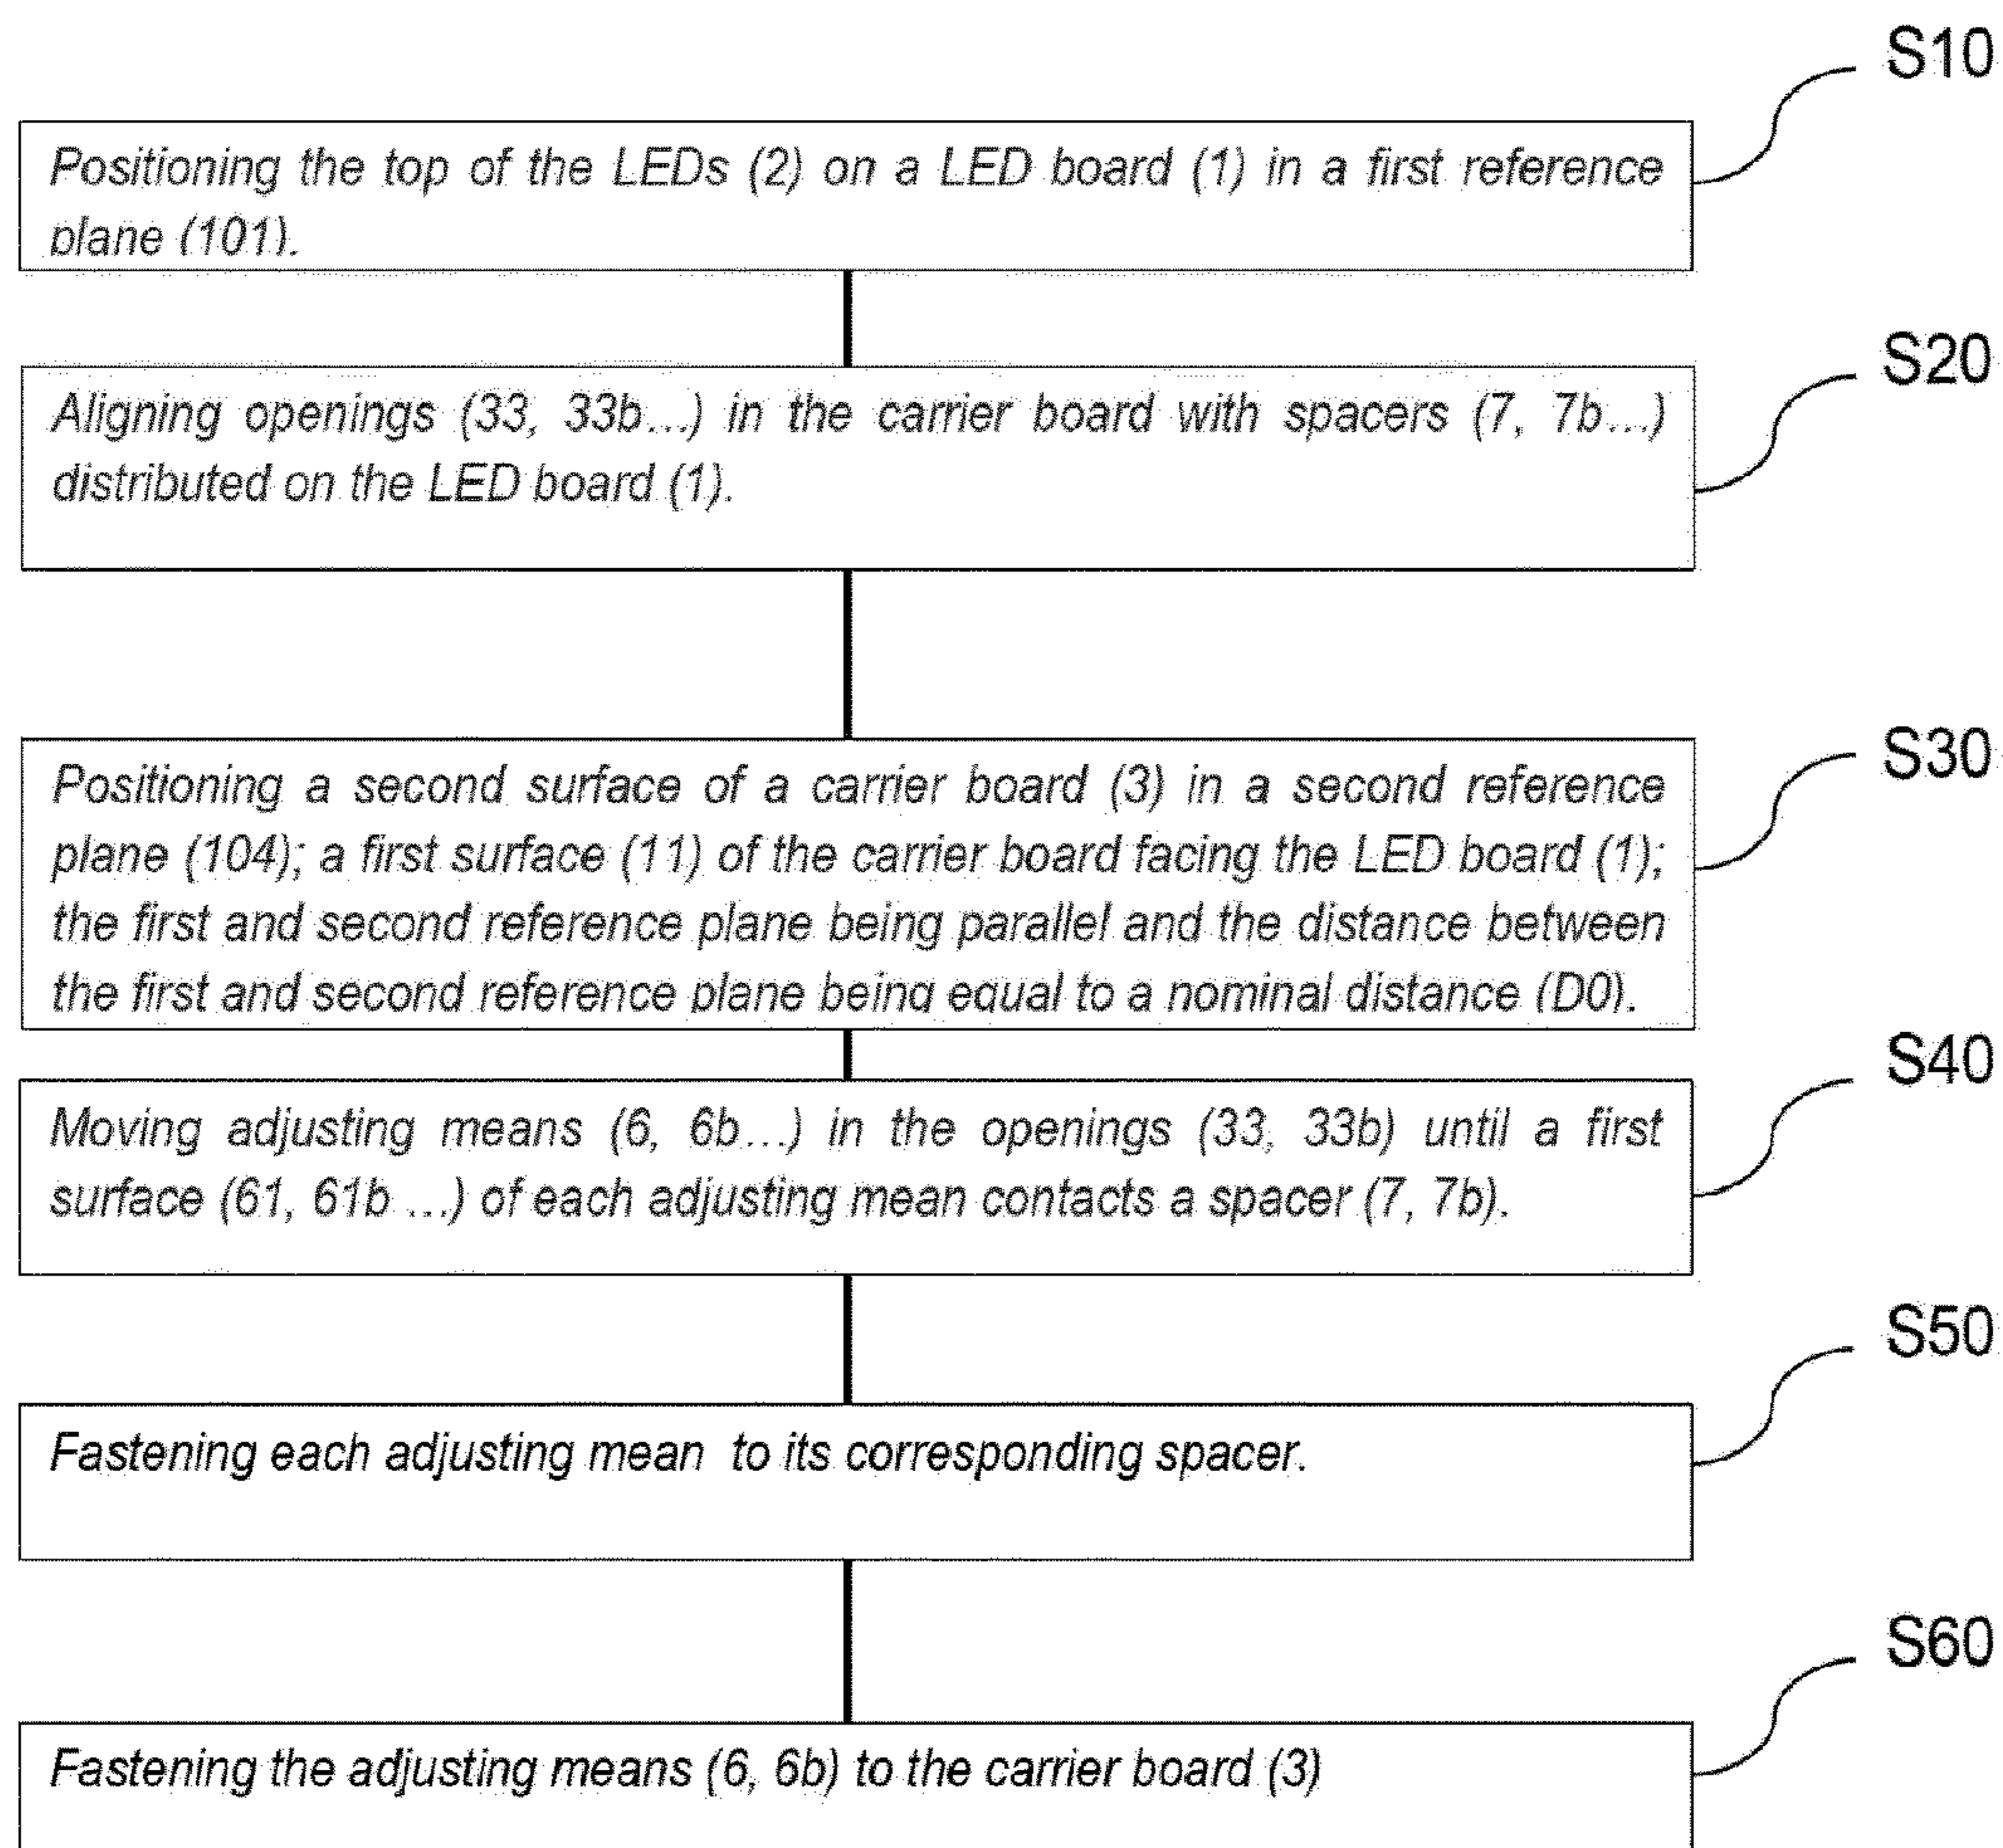 S10
Positioning the top of the LEDs (2) on a LED board (1) in a first reference
plane (101).
S20
Aligning openings (33, 33b...) in the carrier board with spacers (7, 7b...)
distributed on the LED board (1).
S30
Positioning a second surface of a carrier board (3) in a second reference
plane (104); a first surface (11) of the carrier board facing the LED board (1);
the first and second reference plane being parallel and the distance between
the first and second reference plane being equal to a nominal distance (D0).
S40
Moving adjusting means (6, 6b...) in the openings (33, 33b) until a first
surface (61, 61b ...) of each adjusting mean contacts a spacer (7, 7b).
S50
Fastening each adjusting mean to its corresponding spacer.
S60
Fastening the adjusting means (6, 6b) to the carrier board (3)